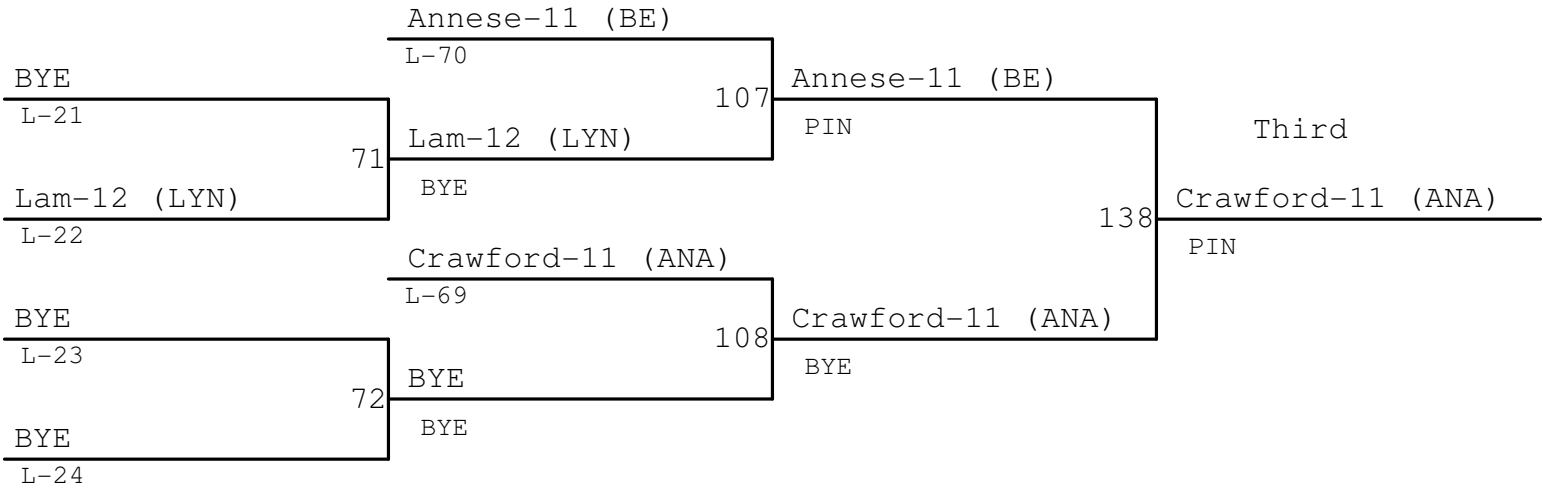 Annese-11 (BE)
L-70
BYE
L-21
107
Annese-11 (BE)
PIN
Third
71
Lam-12 (LYN)
BYE
Lam-12 (LYN)
L-22
138
Crawford-11 (ANA)
PIN
Crawford-11 (ANA)
L-69
BYE
L-23
108
Crawford-11 (ANA)
BYE
72
BYE
BYE
BYE
L-24